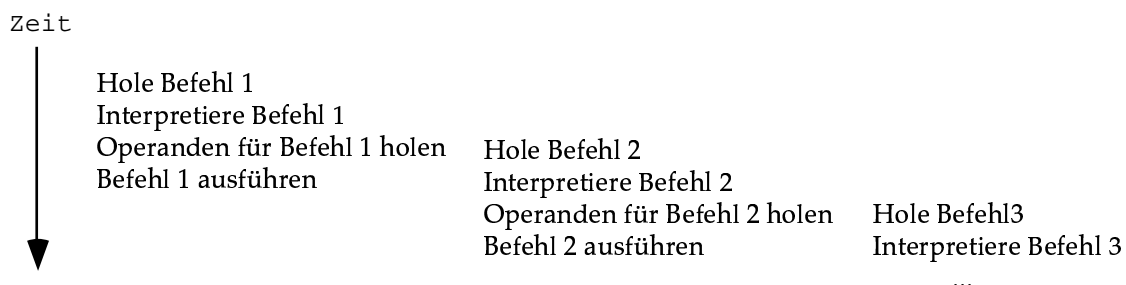 Zeit
Hole Befehl 1
Interpretiere Befehl 1
Operanden für Befehl 1 holen
Befehl 1 ausführen
Hole Befehl 2
Interpretiere Befehl 2
Operanden für Befehl 2 holen
Befehl 2 ausführen
Hole Befehl3
Interpretiere Befehl 3
...